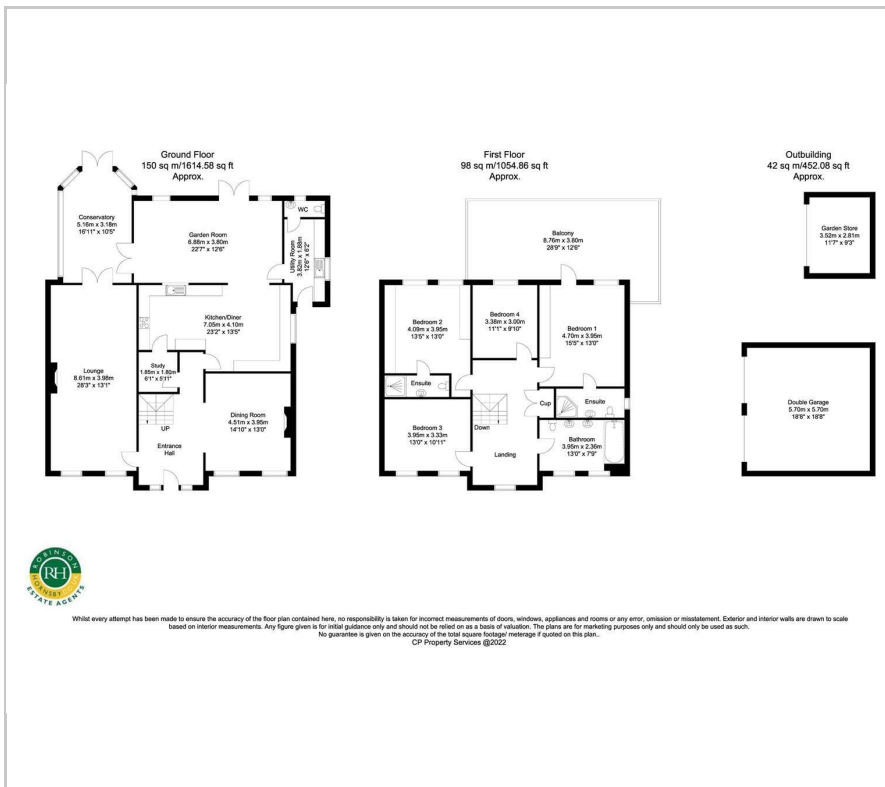 Ground Floor
150 sq m/1614.58 sq ft
Approx.
Conservatory
5.16m x 3.18m
16'11" x 10'5"
Garden Room
6.88m x 3.80m
22'7" x 12'6"
WC
Utility Room
3.82m x 1.88m
12'6" x 6'2"
Kitchen/Diner
7.05m x 4.10m
23'2" x 13'5"
Lounge
8.61m x 3.98m
28'3" x 13'1"
Study
1.85m x 1.80m
6'1" x 5'11"
Dining Room
4.51m x 3.95m
14'10" x 13'0"
UP
Entrance
Hall
First Floor
98 sq m/1054.86 sq ft
Approx.
Balcony
8.76m x 3.80m
28'9" x 12'6"
Bedroom 2
4.09m x 3.95m
13'5" x 13'0"
Bedroom 4
3.38m x 3.00m
11'1" x 9'10"
Bedroom 1
4.70m x 3.95m
15'5" x 13'0"
Ensuite
Cup
Ensuite
Bedroom 3
3.95m x 3.33m
13'0" x 10'11"
Down
Landing
Bathroom
3.95m x 2.36m
13'0" x 7'9"
Outbuilding
42 sq m/452.08 sq ft
Approx.
Garden Store
3.52m x 2.81m
11'7" x 9'3"
Double Garage
5.70m x 5.70m
18'8" x 18'8"
ROBINSON
HORNSBY
RH
ESTATE AGENTS
Whilst every attempt has been made to ensure the accuracy of the floor plan contained here, no responsibility is taken for incorrect measurements of doors, windows, appliances and rooms or any error, omission or misstatement. Exterior and interior walls are drawn to scale
based on interior measurements. Any figure given is for initial guidance only and should not be relied on as a basis of valuation. The plans are for marketing purposes only and should only be used as such.
No guarantee is given on the accuracy of the total square footage/ meterage if quoted on this plan..
CP Property Services @2022